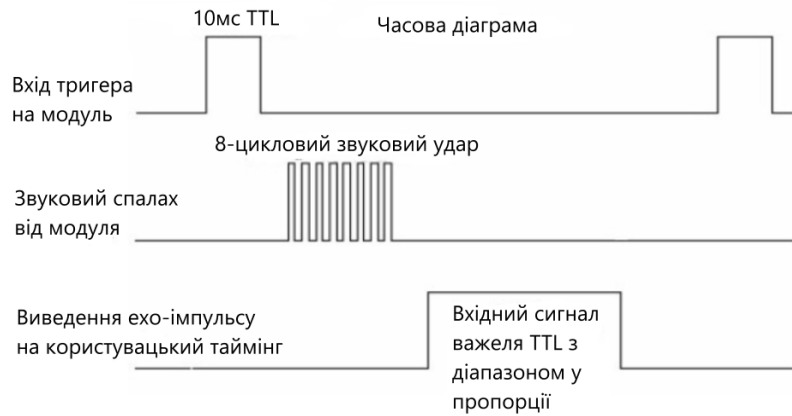 10мс TTL
Часова діаграма
Вхід тригера
на модуль
8-цикловий звуковий удар
Звуковий спалах
від модуля
Виведення ехо-імпульсу
на користувацький таймінг
Вхідний сигнал
важеля TTL з
діапазоном у
пропорції